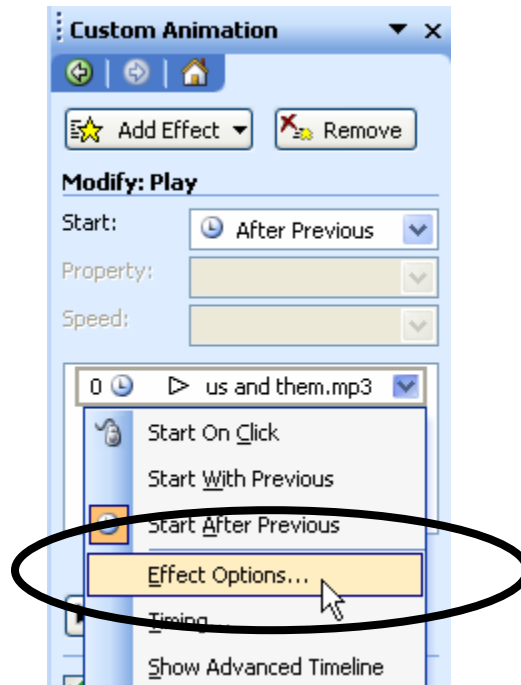 Custom Animation
Add Effect
Remove
Modify: Play
Start:
After Previous
Property:
Speed:
0 us and them.mp3
Start On Click
Start With Previous
Start After Previous
Effect Options...
Timing...
Show Advanced Timeline